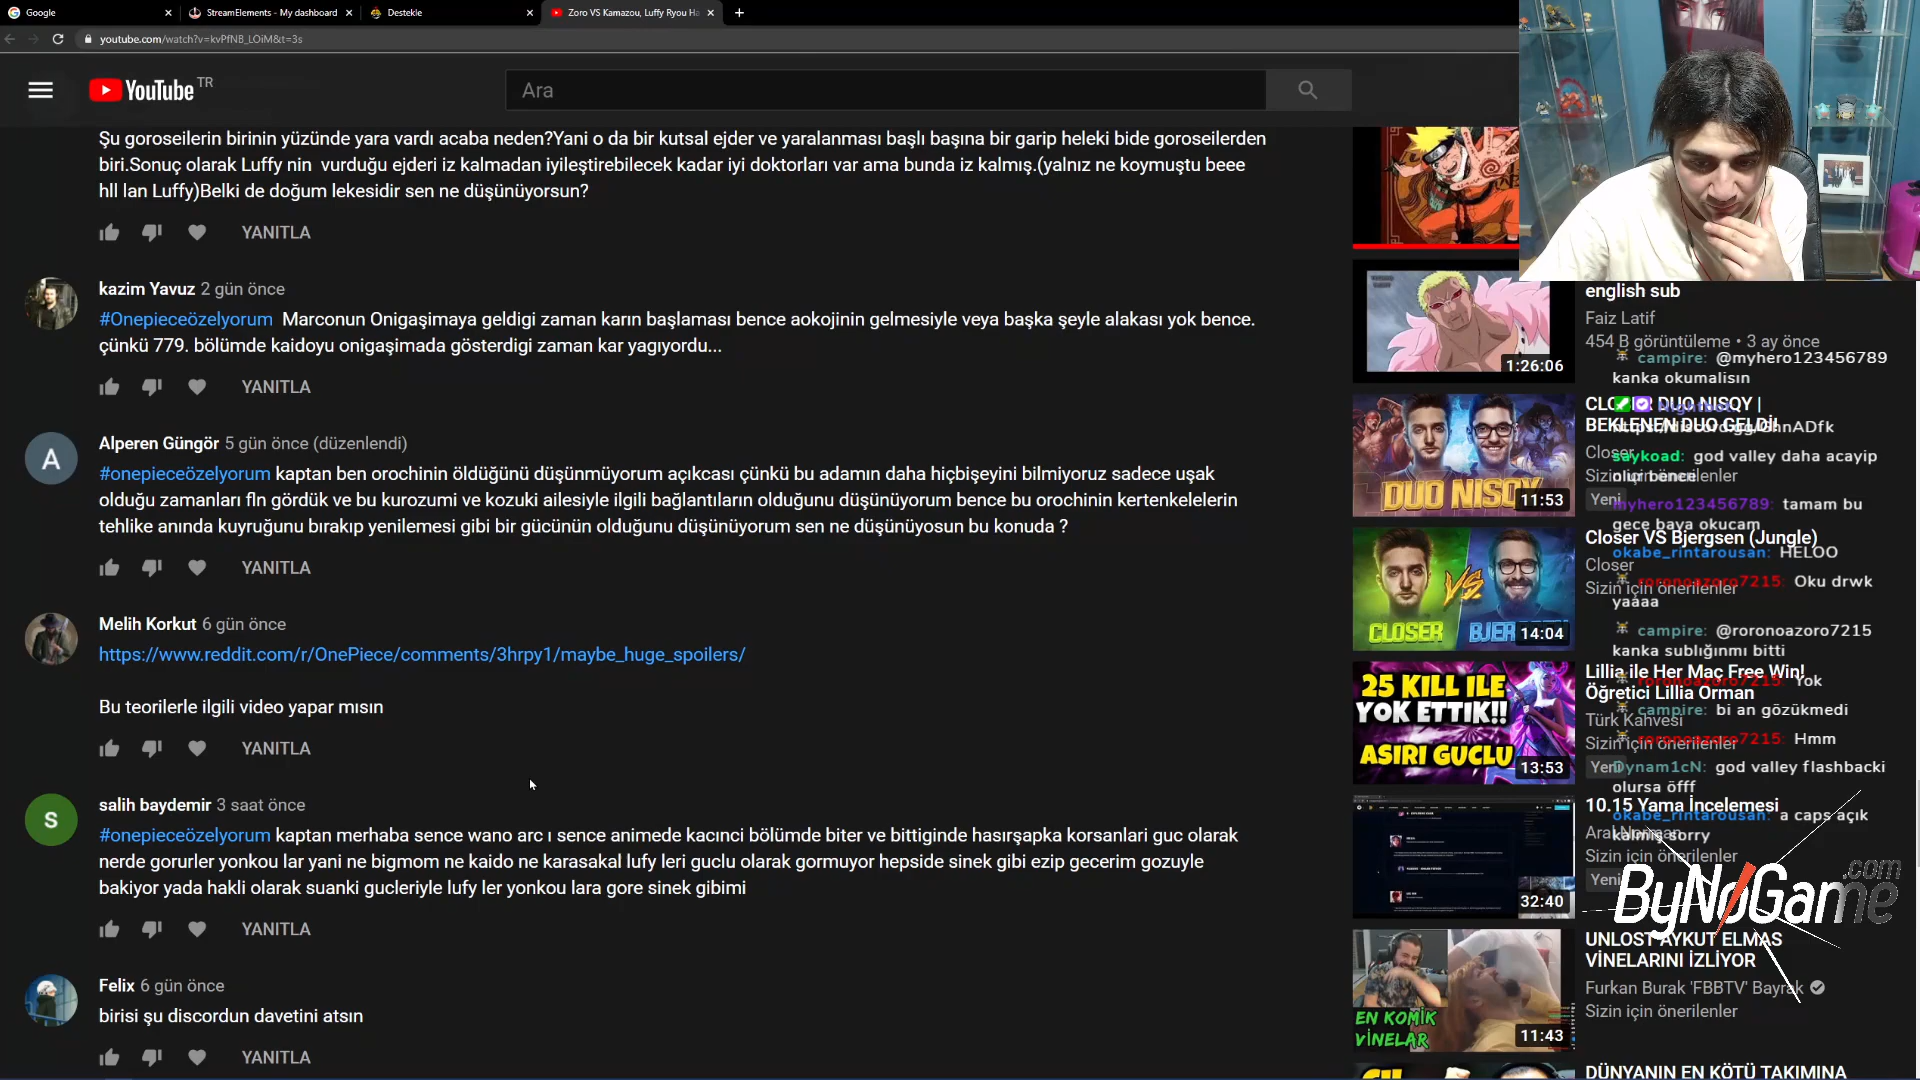 Google
StreamElements - My dashboard
Destekle
Zoro VS Kamazou, Luffy Ryou Ha
youtube.com/watch?v=kvPfNB_LOiM&t=3s
YouTube TR
Ara
Şu goroseilerin birinin yüzünde yara vardı acaba neden?Yani o da bir kutsal ejder ve yaralanması başlı başına bir garip heleki bide goroseilerden
biri.Sonuç olarak Luffy nin vurduğu ejderi iz kalmadan iyileştirebilecek kadar iyi doktorları var ama bunda iz kalmış.(yalnız ne koymuştu beee
hll lan Luffy)Belki de doğum lekesidir sen ne düşünüyorsun?
YANITLA
kazim Yavuz 2 gün önce
#Onepieceözelyorum Marconun Onigaşimaya geldigi zaman karın başlaması bence aokojinin gelmesiyle veya başka şeyle alakası yok bence.
çünkü 779. bölümde kaidoyu onigaşimada gösterdigi zaman kar yagıyordu...
YANITLA
A
Alperen Güngör 5 gün önce (düzenlendi)
#onepieceözelyorum kaptan ben orochinin öldüğünü düşünmüyorum açıkcası çünkü bu adamın daha hiçbişeyini bilmiyoruz sadece uşak
olduğu zamanları fln gördük ve bu kurozumi ve kozuki ailesiyle ilgili bağlantıların olduğunu düşünüyorum bence bu orochinin kertenkelelerin
tehlike anında kuyruğunu bırakıp yenilemesi gibi bir gücünün olduğunu düşünüyorum sen ne düşünüyosun bu konuda ?
YANITLA
Melih Korkut 6 gün önce
https://www.reddit.com/r/OnePiece/comments/3hrpy1/maybe_huge_spoilers/
Bu teorilerle ilgili video yapar mısın
YANITLA
S
salih baydemir 3 saat önce
#onepieceözelyorum kaptan merhaba sence wano arc ı sence animede kacınci bölümde biter ve bittiginde hasırşapka korsanlari guc olarak
nerde gorurler yonkou lar yani ne bigmom ne kaido ne karasakal lufy leri guclu olarak gormuyor hepside sinek gibi ezip gecerim gozuyle
bakiyor yada hakli olarak suanki gucleriyle lufy ler yonkou lara gore sinek gibimi
YANITLA
Felix 6 gün önce
birisi şu discordun davetini atsın
YANITLA
english sub
Faiz Latif
454 B görüntüleme • 3 ay önce
1:26:06
campire: @myhero123456789
kanka okumalisın
CLOSER DUO NISQY |
BEKLENEN DUO GELDİ!
Closer
Sizin için önerilenler
Yeni
DUO NISQY
11:53
Nightbot:
saykoad: god valley daha acayip
olur bence
myhero123456789: tamam bu
gece baya okucam
Closer VS Bjergsen (Jungle)
Closer
Sizin için önerilenler
VS
CLOSER
14:04
okabe_rintarousan: HELOO
roronoazoro7215: Oku drwk
yaaaa
campire: @roronoazoro7215
kanka sublığınmı bitti
Lillia ile Her Mac Free Win!
Öğretici Lillia Orman
Türk Kahvesi
Sizin için önerilenler
Yeni
25 KILL İLE
YOK ETTİK!!
ASIRI GUCLU
13:53
roronoazoro7215: Yok
campire: bi an gözükmedi
roronoazoro7215: Hmm
Dynam1cN: god valley flashbacki
olursa öfff
10.15 Yama İncelemesi
Sizin için önerilenler
Yeni
32:40
okabe_rintarousan: a caps açık
kalmış sorry
ByNoGame
.com
UNLOST AYKUT ELMAS
VİNELARINI İZLİYOR
Furkan Burak 'FBBTV' Bayrak
Sizin için önerilenler
EN KOMİK
VİNELAR
11:43
DÜNYANIN EN KÖTÜ TAKIMINA